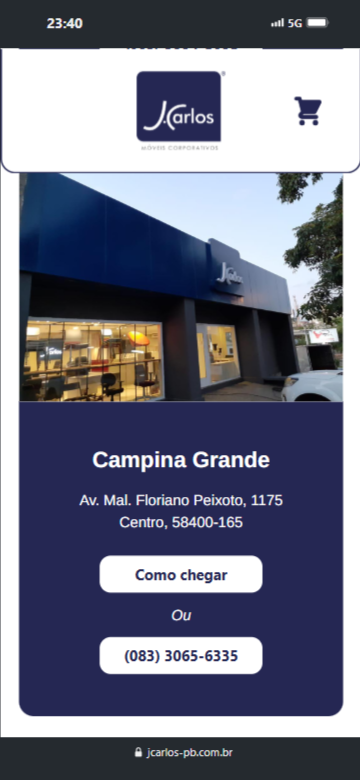 23:40
5G
J.Carlos
MÓVEIS CORPORATIVOS
J.Carlos
Campina Grande
Av. Mal. Floriano Peixoto, 1175
Centro, 58400-165
Como chegar
Ou
(083) 3065-6335
jcarlos-pb.com.br